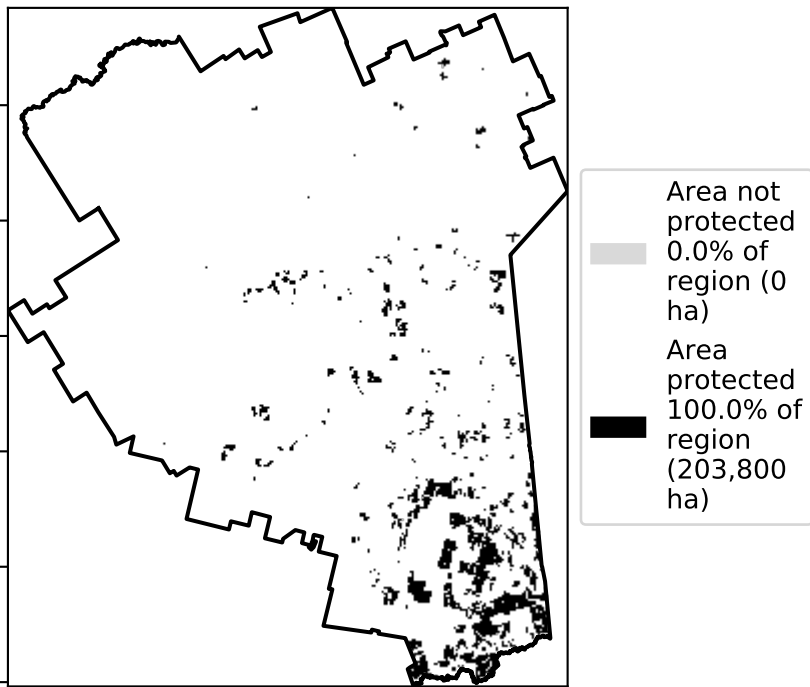 Area not
protected
0.0% of
region (0
ha)
Area
protected
100.0% of
region
(203,800
ha)